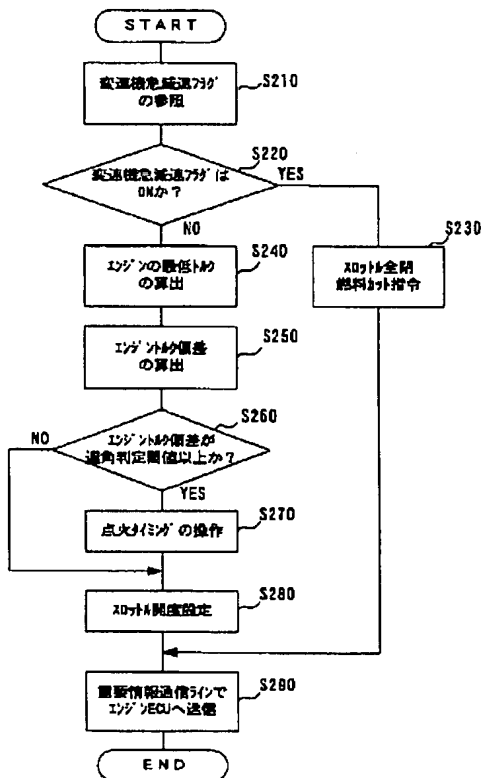 START
変速機急減速フラグ
の参照
S210
変速機急減速フラグは
ONか?
S220
YES
NO
スロットル全閉
燃料カット指令
S230
エンジンの最低トルク
の算出
S240
エンジントルク偏差
の算出
S250
エンジントルク偏差が
遅角判定閾値以上か?
S260
NO
YES
点火タイミングの操作
S270
スロットル開度設定
S280
重要情報通信ラインで
エンジンECUへ送信
S290
END